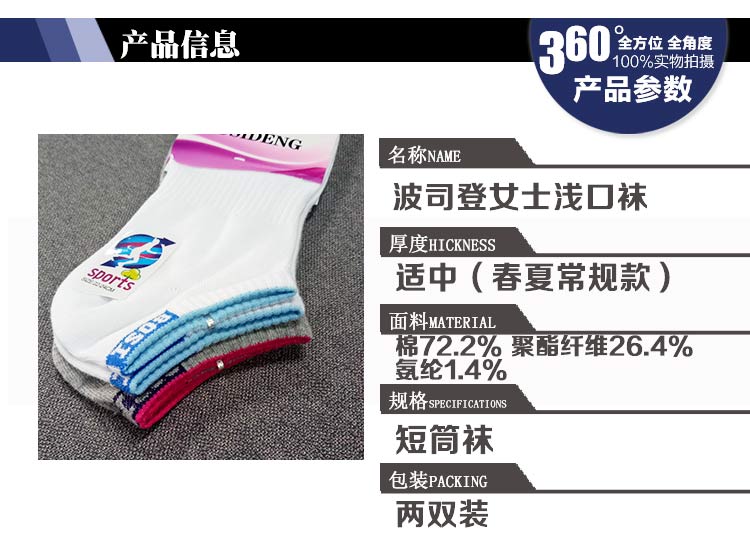 产品信息
360°全方位 全角度
100%实物拍摄
产品参数
名称NAME
波司登女士浅口袜
厚度HICKNESS
适中（春夏常规款）
面料MATERIAL
棉72.2% 聚酯纤维26.4%
氨纶1.4%
规格SPECIFICATIONS
短筒袜
包装PACKING
两双装
SIDENG
sports
SIZE:22-24CM
BOSI